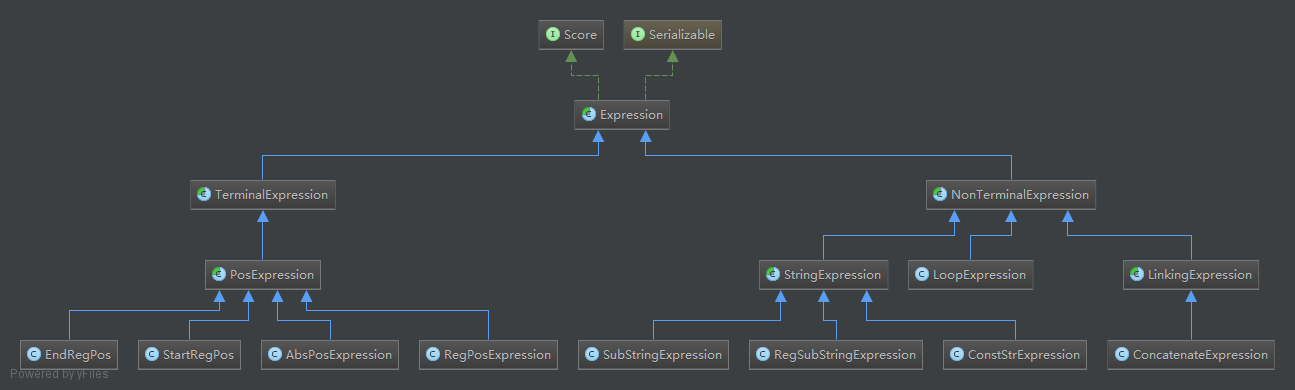 I Score
I Serializable
C Expression
C TerminalExpression
C NonTerminalExpression
C PosExpression
C StringExpression
C LoopExpression
C LinkingExpression
C EndRegPos
C StartRegPos
C AbsPosExpression
C RegPosExpression
C SubStringExpression
C RegSubStringExpression
C ConstStrExpression
C ConcatenateExpression
Powered by yFiles